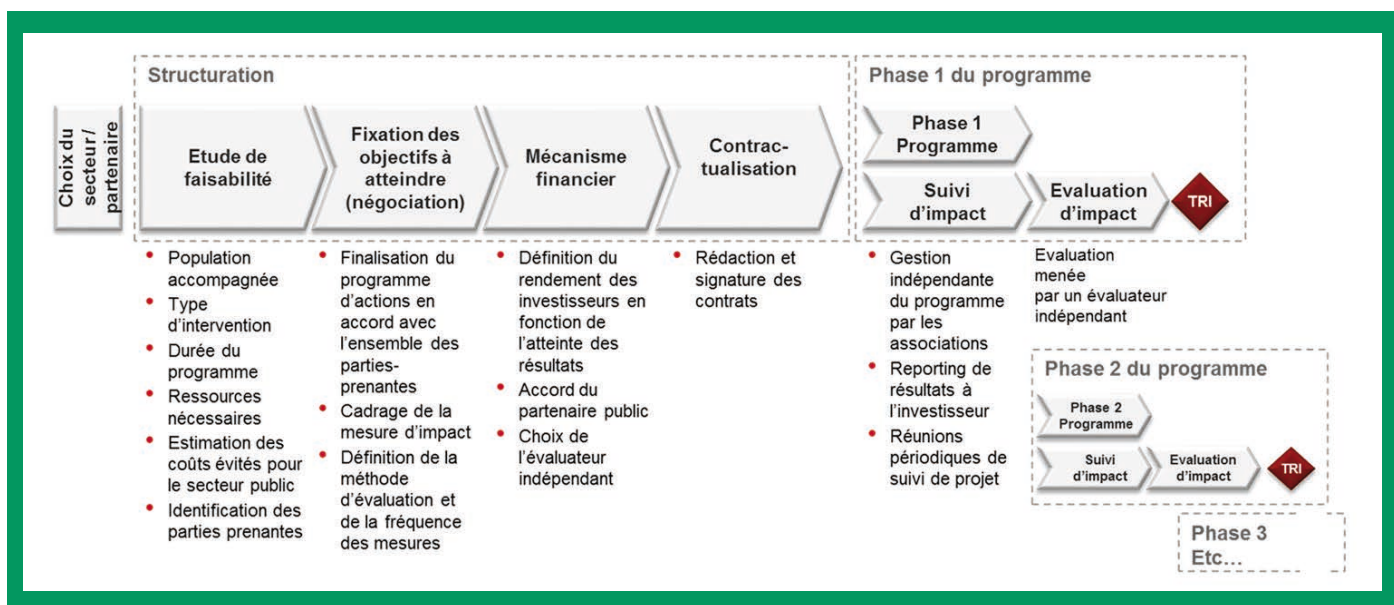 Structuration
Choix du
secteur /
partenaire
Etude de
faisabilité
Fixation des
objectifs à
atteindre
(négociation)
Mécanisme
financier
Contrac-
tualisation
• Population
accompagnée
• Type
d'intervention
• Durée du
programme
• Ressources
nécessaires
• Estimation des
coûts évités pour
le secteur public
• Identification des
parties prenantes
• Finalisation du
programme
d'actions en
accord avec
l'ensemble des
parties-
prenantes
• Cadrage de la
mesure d'impact
• Définition de la
méthode
d'évaluation et
de la fréquence
des mesures
• Définition du
rendement des
investisseurs en
fonction de
l'atteinte des
résultats
• Accord du
partenaire public
• Choix de
l'évaluateur
indépendant
• Rédaction et
signature des
contrats
Phase 1 du programme
Phase 1
Programme
Suivi
d'impact
Evaluation
d'impact
TRI
• Gestion
indépendante
du programme
par les
associations
• Reporting de
résultats à
l'investisseur
• Réunions
périodiques de
suivi de projet
Evaluation
menée
par un évaluateur
indépendant
Phase 2 du programme
Phase 2
Programme
Suivi
d'impact
Evaluation
d'impact
TRI
Phase 3
Etc…